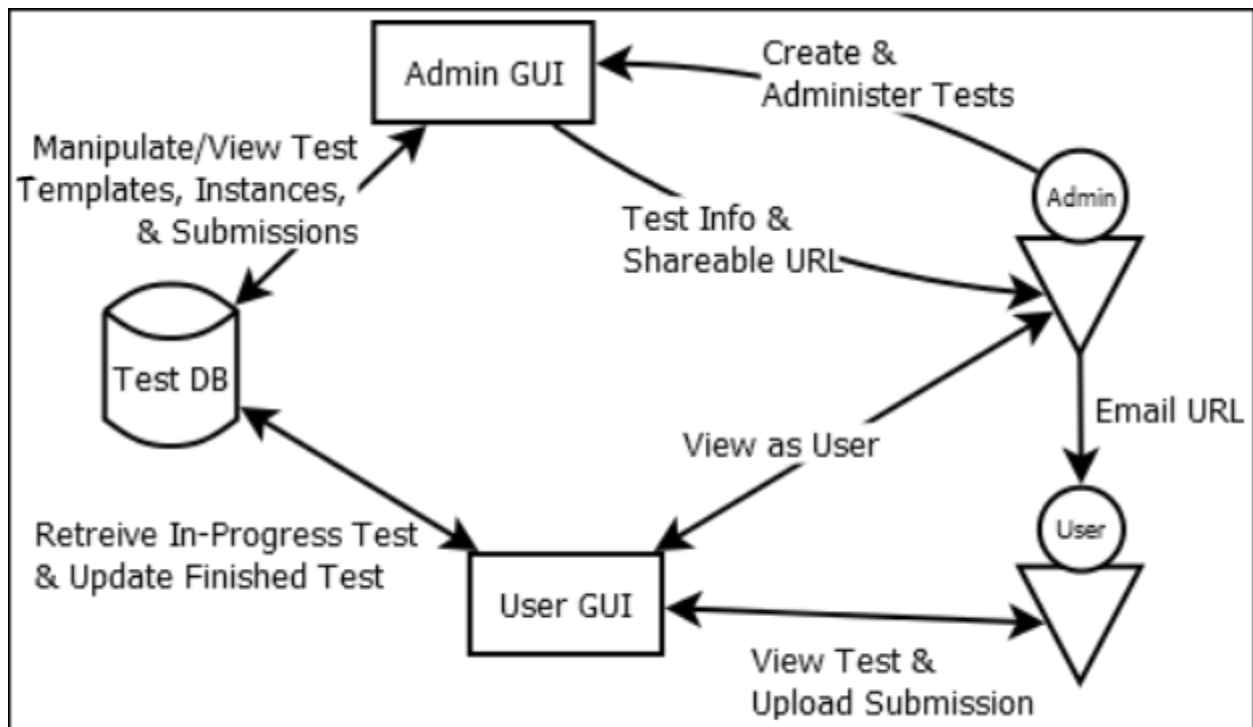 Admin GUI
Create &
Administer Tests
Manipulate/View Test
Templates, Instances,
& Submissions
Admin
Test Info &
Shareable URL
Test DB
Email URL
View as User
Retreive In-Progress Test
& Update Finished Test
User
User GUI
View Test &
Upload Submission